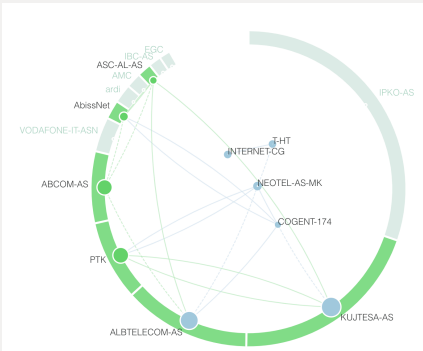 EGC
IBC-AS
ASC-AL-AS
AMC
ardi
IPKO-AS
AbissNet
VODAFONE-IT-ASN
T-HT
INTERNET-CG
ABCOM-AS
NEOTEL-AS-MK
COGENT-174
PTK
KUJTESA-AS
ALBTELECOM-AS